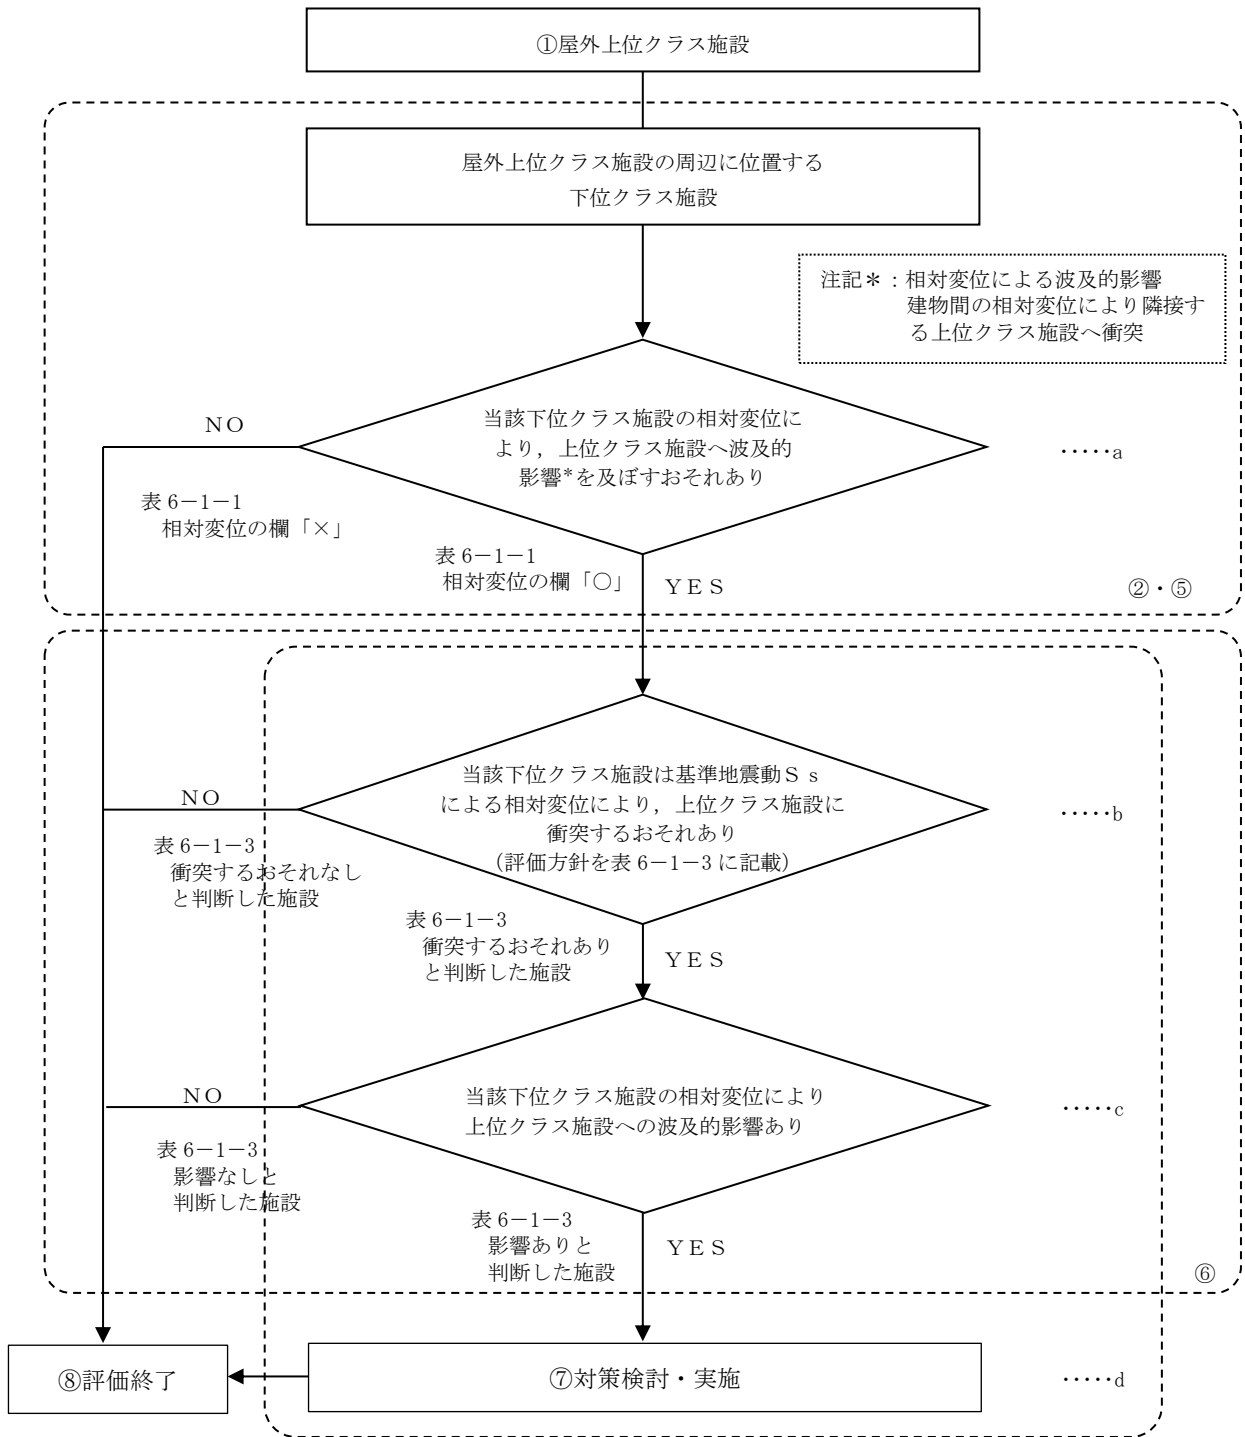 ①屋外上位クラス施設
屋外上位クラス施設の周辺に位置する
下位クラス施設
注記＊：相対変位による波及的影響
建物間の相対変位により隣接す
る上位クラス施設へ衝突
当該下位クラス施設の相対変位に
より，上位クラス施設へ波及的
影響*を及ぼすおそれあり
‥‥‥a
ＮＯ
表 6－1－1
相対変位の欄「×」
表 6－1－1
相対変位の欄「○」
ＹＥＳ
②・⑤
当該下位クラス施設は基準地震動Ｓｓ
による相対変位により，上位クラス施設に
衝突するおそれあり
（評価方針を表 6－1－3 に記載）
‥‥‥b
ＮＯ
表 6－1－3
衝突するおそれなし
と判断した施設
表 6－1－3
衝突するおそれあり
と判断した施設
ＹＥＳ
当該下位クラス施設の相対変位により
上位クラス施設への波及的影響あり
‥‥‥c
ＮＯ
表 6－1－3
影響なしと
判断した施設
表 6－1－3
影響ありと
判断した施設
ＹＥＳ
⑥
⑧評価終了
⑦対策検討・実施
‥‥‥d